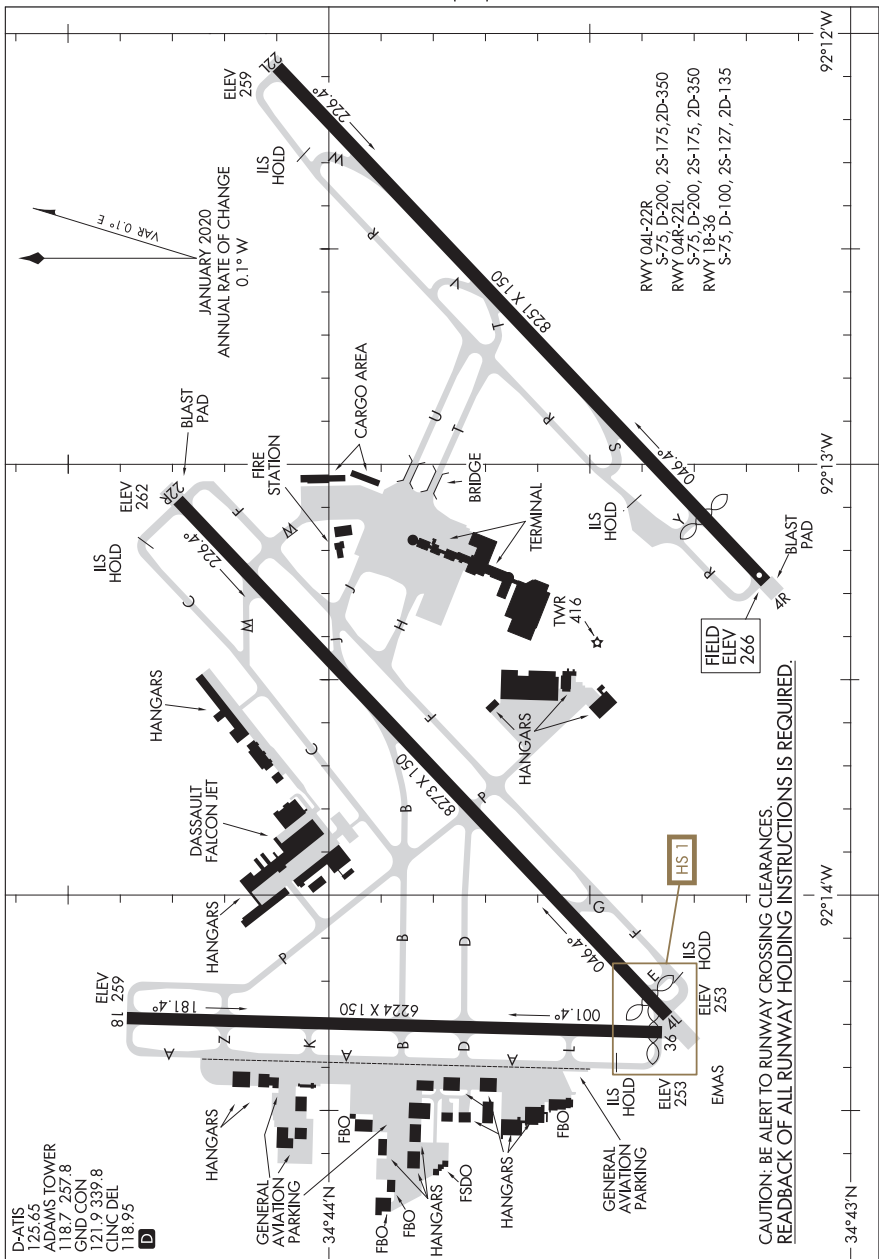 D-ATIS
125.65
ADAMS TOWER
118.7 257.8
GND CON
121.9 339.8
CLNC DEL
118.95
D
JANUARY 2020
ANNUAL RATE OF CHANGE
0.1° W
VAR 0.1° E
22L
ELEV
259
226.4°
ILS
HOLD
W
R
V
T
8251 X 150
RWY 04L-22R
S-75, D-200, 2S-175,2D-350
RWY 04R-22L
S-75, D-200, 2S-175, 2D-350
RWY 18-36
S-75, D-100, 2S-127, 2D-135
92°12'W
BLAST
PAD
ELEV
262
22R
226.4°
ILS
HOLD
F
W
C
W
FIRE
STATION
CARGO AREA
U
T
BRIDGE
TERMINAL
J
J
H
R
S
046.4°
ILS
HOLD
Y
R
BLAST
PAD
4R
FIELD
ELEV
266
92°13'W
TWR
416
HANGARS
HANGARS
C
F
8273 X 150
DASSAULT
FALCON JET
HANGARS
B
P
P
B
D
G
F
046.4°
HS 1
E
ILS
HOLD
ELEV
253
4L
92°14'W
ELEV
259
18
181.4°
6224 X 150
001.4°
36
A
Z
K
A
B
D
A
L
ILS
HOLD
ELEV
253
EMAS
HANGARS
GENERAL
AVIATION
PARKING
FBO
FBO
FBO
HANGARS
FSDO
HANGARS
HANGARS
FBO
GENERAL
AVIATION
PARKING
34°44'N
34°43'N
CAUTION: BE ALERT TO RUNWAY CROSSING CLEARANCES.
READBACK OF ALL RUNWAY HOLDING INSTRUCTIONS IS REQUIRED.